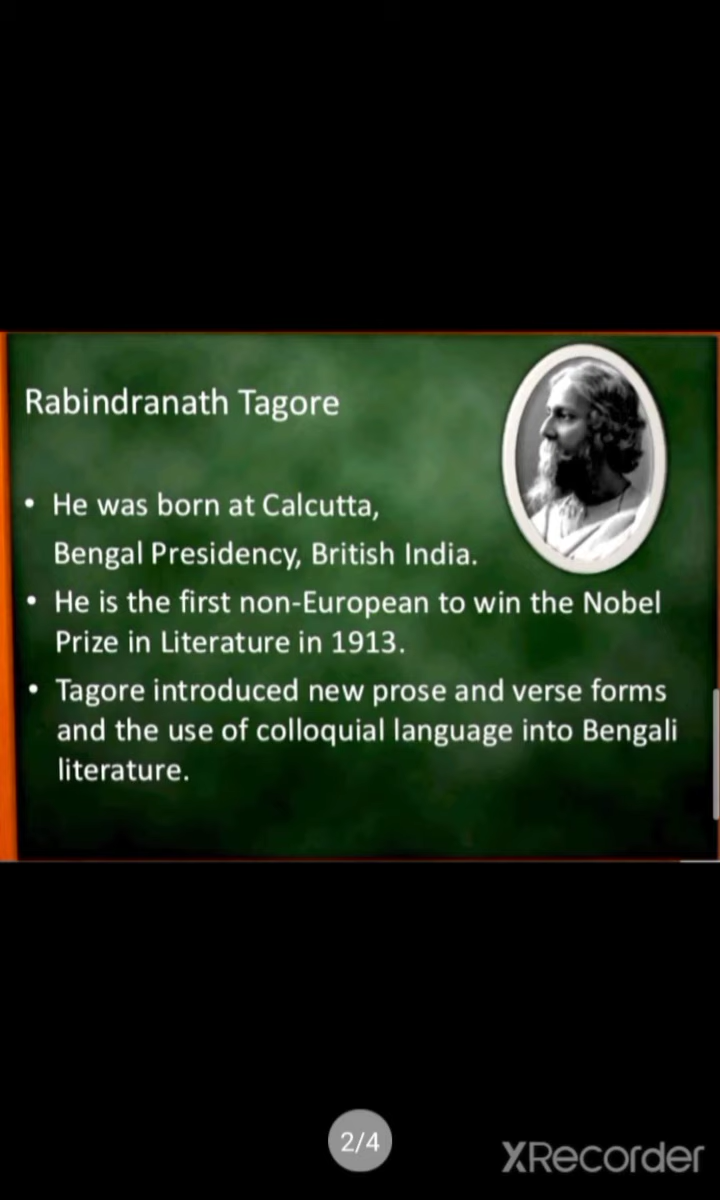 Rabindranath Tagore
• He was born at Calcutta,
Bengal Presidency, British India.
• He is the first non-European to win the Nobel
Prize in Literature in 1913.
• Tagore introduced new prose and verse forms
and the use of colloquial language into Bengali
literature.
2/4
XRecorder